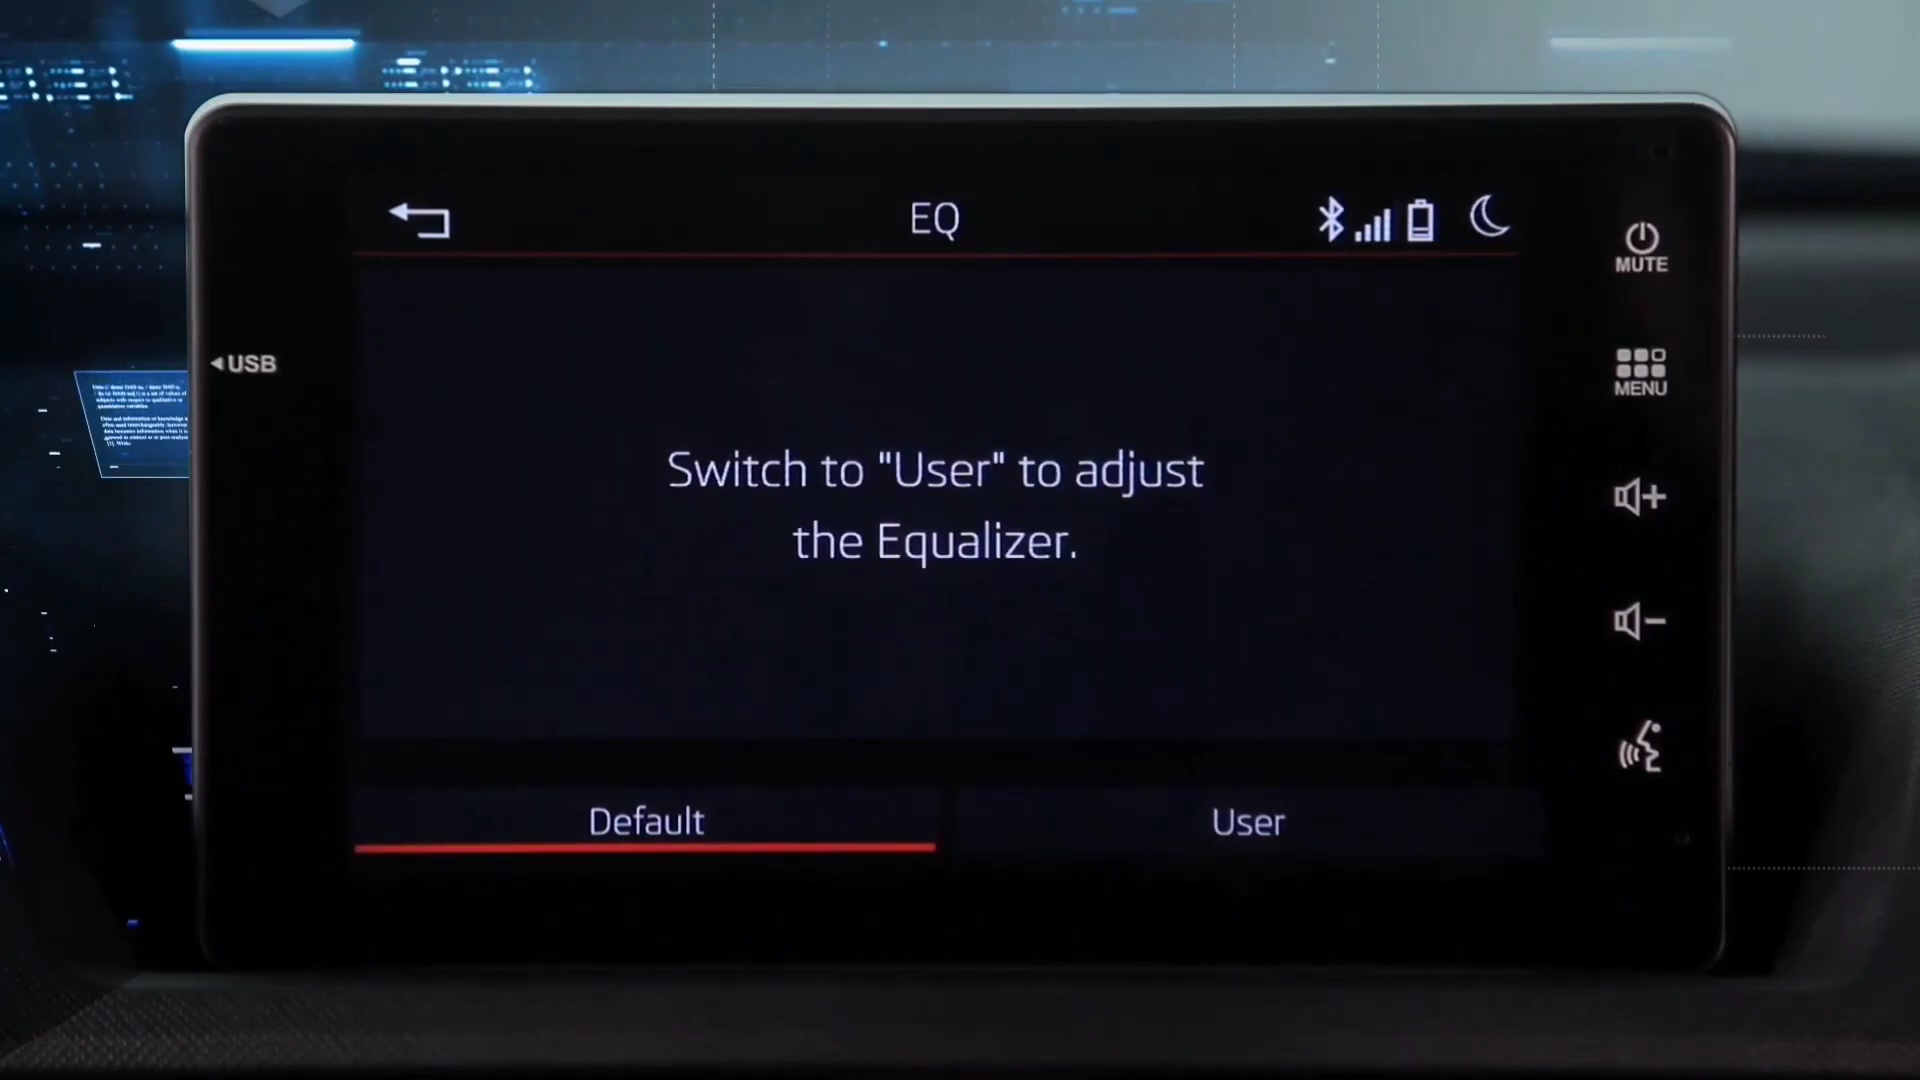 EQ
MUTE
USB
MENU
Switch to "User" to adjust
the Equalizer.
Default
User